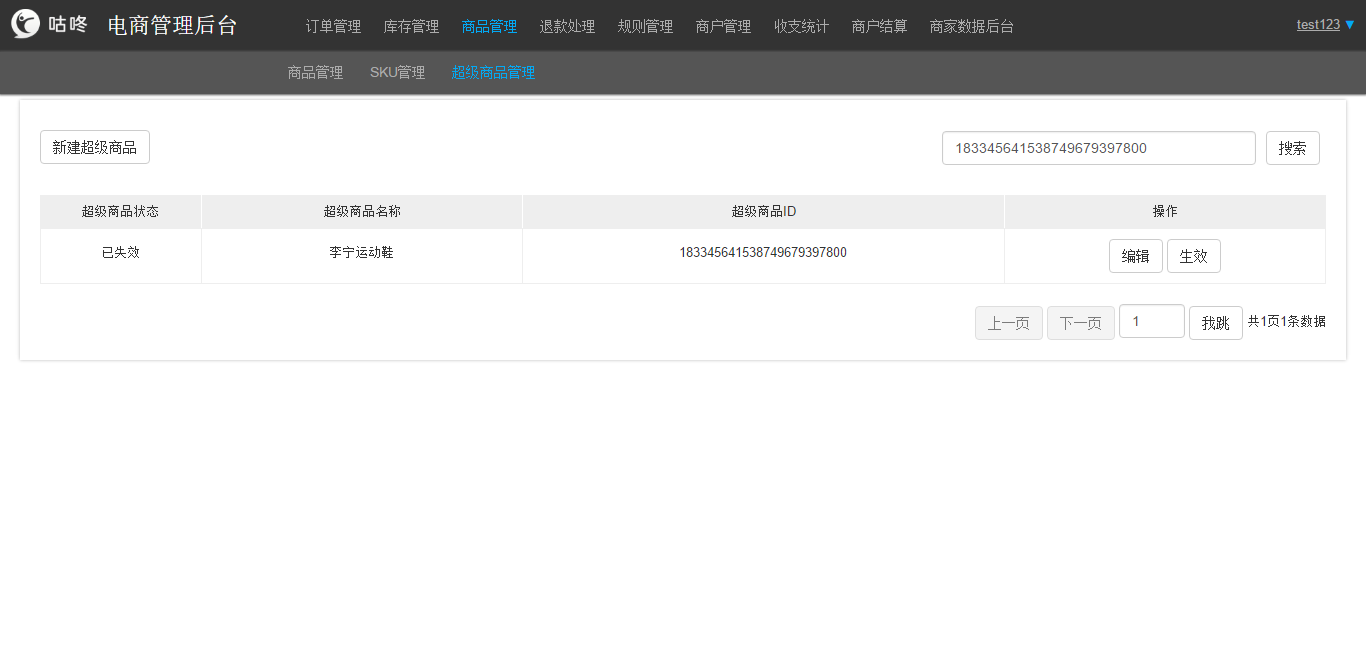 咕咚 电商管理后台 订单管理 库存管理 商品管理 退款处理 规则管理 商户管理 收支统计 商户结算 商家数据后台 test123 ▼
商品管理 SKU管理 超级商品管理
新建超级商品 183345641538749679397800 搜索
超级商品状态 超级商品名称 超级商品ID 操作
已失效 李宁运动鞋 183345641538749679397800 编辑 生效
上一页 下一页 1 我跳 共1页1条数据